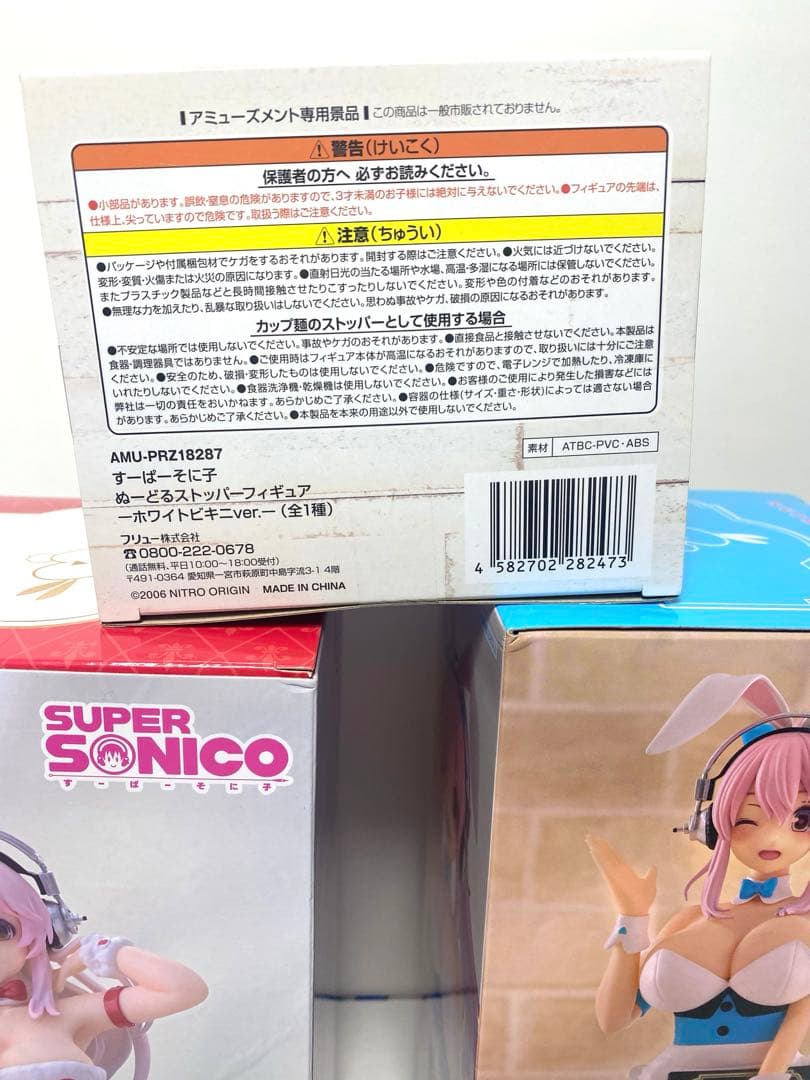 アミューズメント専用景品 この商品は一般市販されておりません。
⚠警告(けいこく)
保護者の方へ 必ずお読みください。
●小部品があります。誤飲・窒息の危険がありますので、3才未満のお子様には絶対に与えないでください。●フィギュアの先端は、
仕様上、尖っていますので危険です。取扱う際はご注意ください。
⚠注意(ちゅうい)
●パッケージや付属梱包材でケガをするおそれがあります。開封する際はご注意ください。●火気には近づけないでください。
変形・変質・火傷または火災の原因になります。●直射日光の当たる場所や水場、高温・多湿になる場所には保管しないでください。
またプラスチック製品などと長時間接触させたりこすったりしないでください。変形や色の付着などのおそれがあります。
●無理な力を加えたり、乱暴な取り扱いはしないでください。思わぬ事故やケガ、破損の原因になるおそれがあります。
カップ麺のストッパーとして使用する場合
●不安定な場所では使用しないでください。事故やケガのおそれがあります。●直接食品と接触させないでください。本製品は
食器・調理器具ではありません。●ご使用時はフィギュア本体が高温になるおそれがありますので、取り扱いには十分にご注意
ください。●安全のため、破損・変形したものは使用しないでください。●危険ですので、電子レンジで加熱したり、冷凍庫に
いれたりしないでください。●食器洗浄機・乾燥機は使用しないでください。●お客様のご使用により発生した損害などには
弊社は一切の責任をおいかねます。あらかじめご了承ください。●容器の仕様(サイズ・重さ・形状)によっては適さない場合
があります。あらかじめご了承ください。●本製品を本来の用途以外で使用しないでください。
素材 ATBC-PVC・ABS
AMU-PRZ18287
すーぱーそに子
ぬーどるストッパーフィギュア
ーホワイトビキニver.ー (全1種)
フリュー株式会社
☎0800-222-0678
(通話無料、平日10:00〜18:00受付)
〒491-0364 愛知県一宮市萩原町中島字流3-1 4階
©2006 NITRO ORIGIN MADE IN CHINA
4 582702 282473
SUPER
SONICO
すーぱーそに子